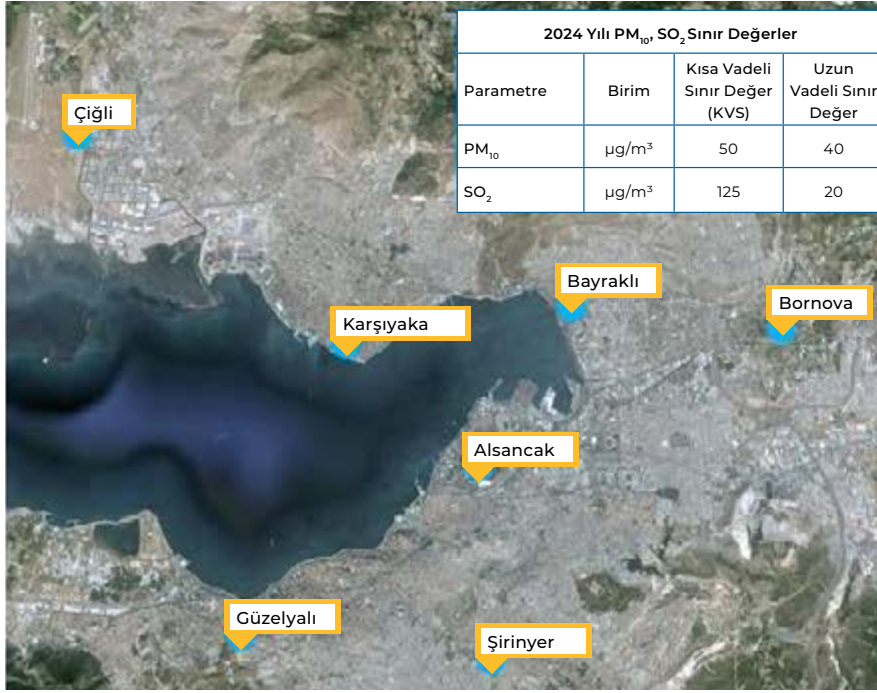 2024 Yılı PM₁₀, SO₂ Sınır Değerler
Parametre Birim Kısa Vadeli Sınır Değer (KVS) Uzun Vadeli Sınır Değer
PM₁₀ µg/m³ 50 40
SO₂ µg/m³ 125 20
Çiğli
Bayraklı
Bornova
Karşıyaka
Alsancak
Güzelyalı
Şirinyer